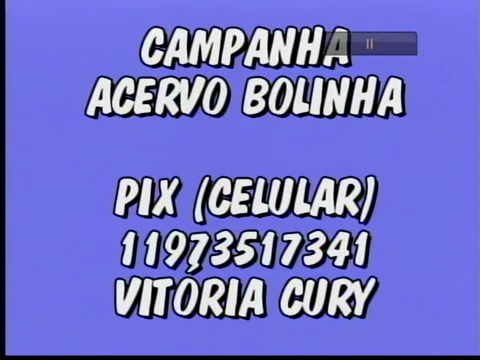 CAMPANHA
ACERVO BOLINHA
PIX (CELULAR)
11973517341
VITÓRIA CURY